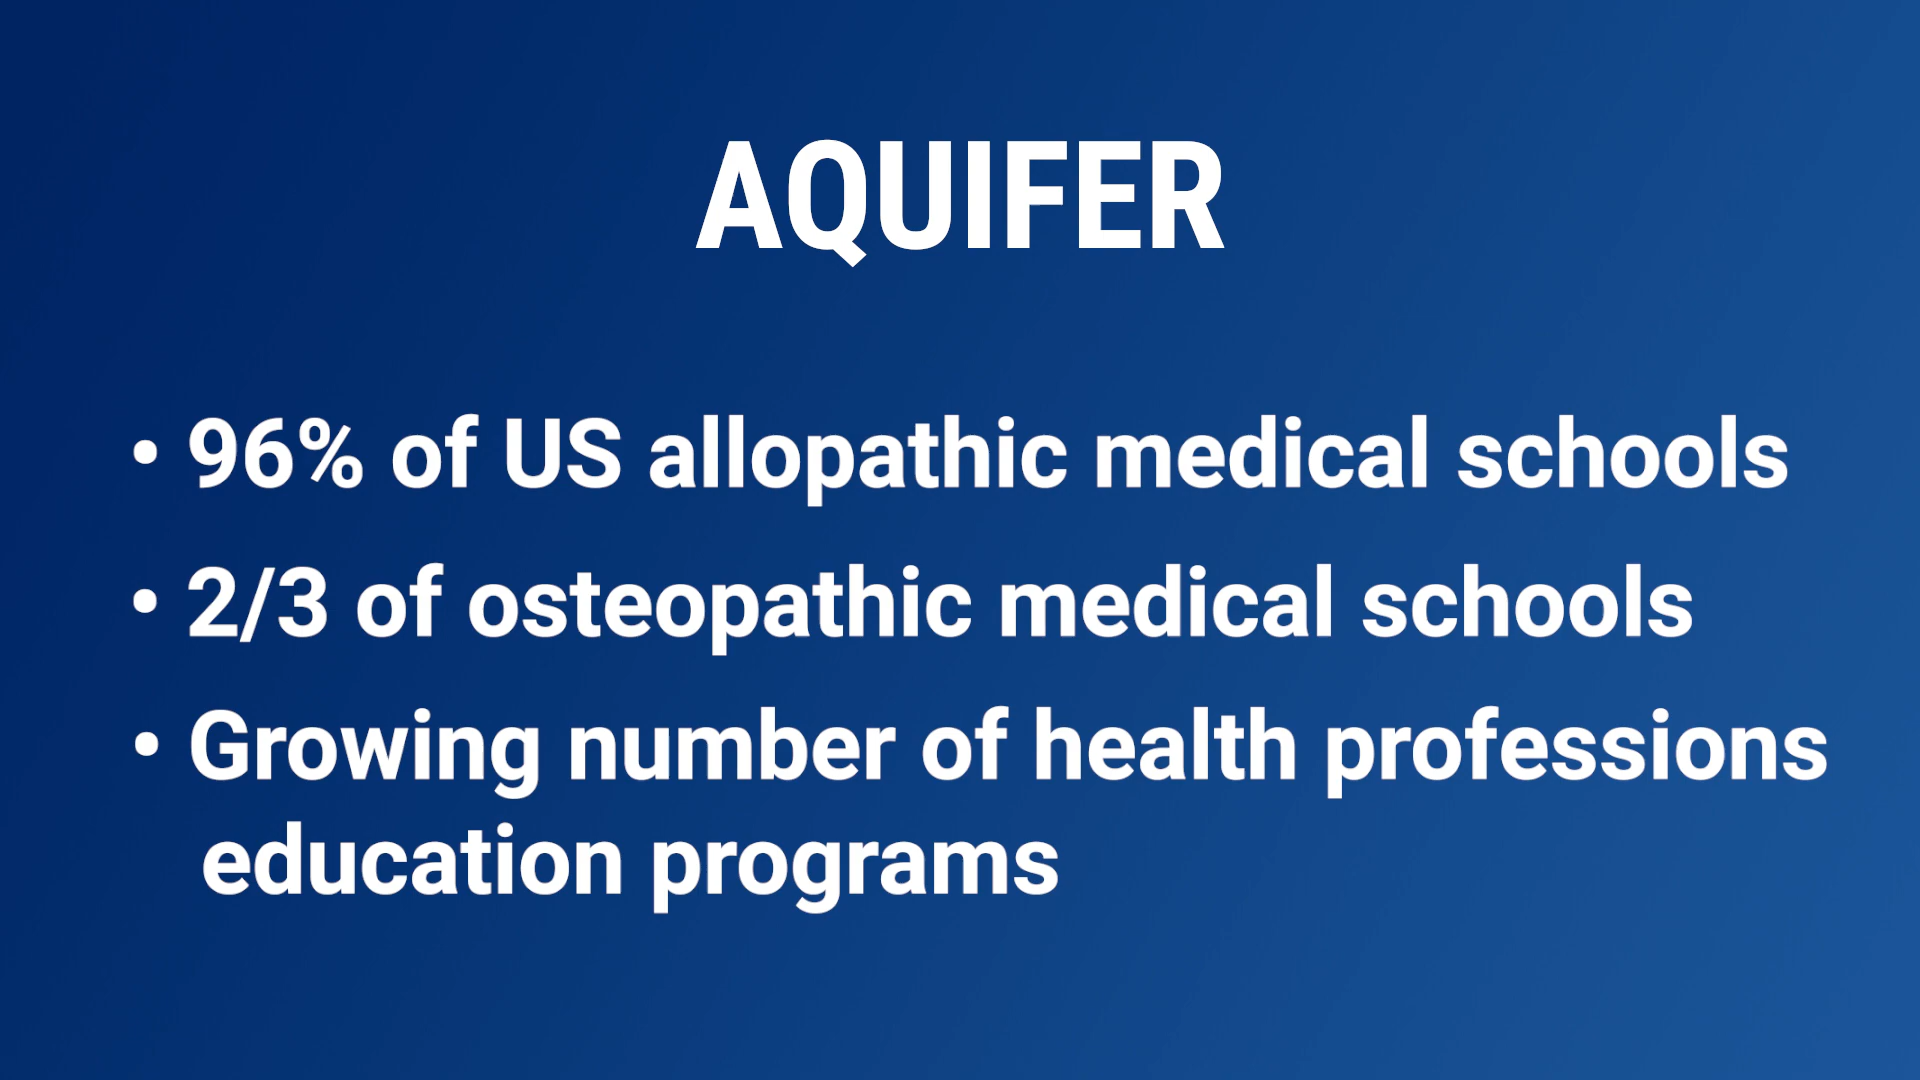 AQUIFER
• 96% of US allopathic medical schools
• 2/3 of osteopathic medical schools
• Growing number of health professions
education programs